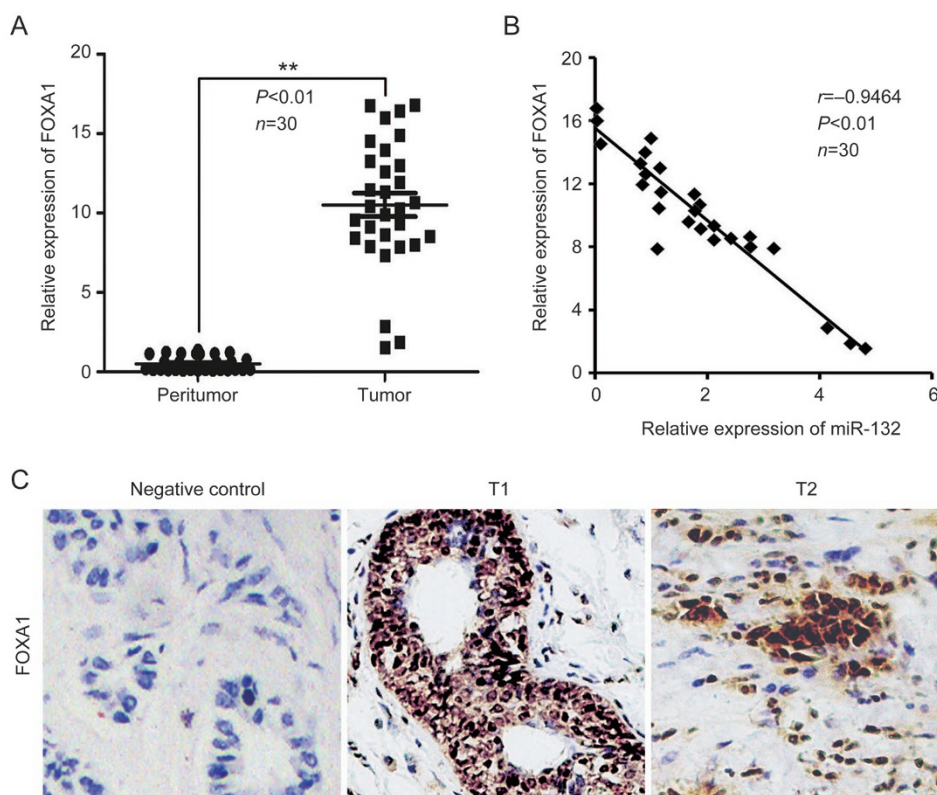 A
Relative expression of FOXA1
20
15
10
5
0
**
P<0.01
n=30
Peritumor
Tumor
B
Relative expression of FOXA1
20
16
12
8
4
0
r=–0.9464
P<0.01
n=30
0
2
4
6
Relative expression of miR-132
C
Negative control
T1
T2
FOXA1